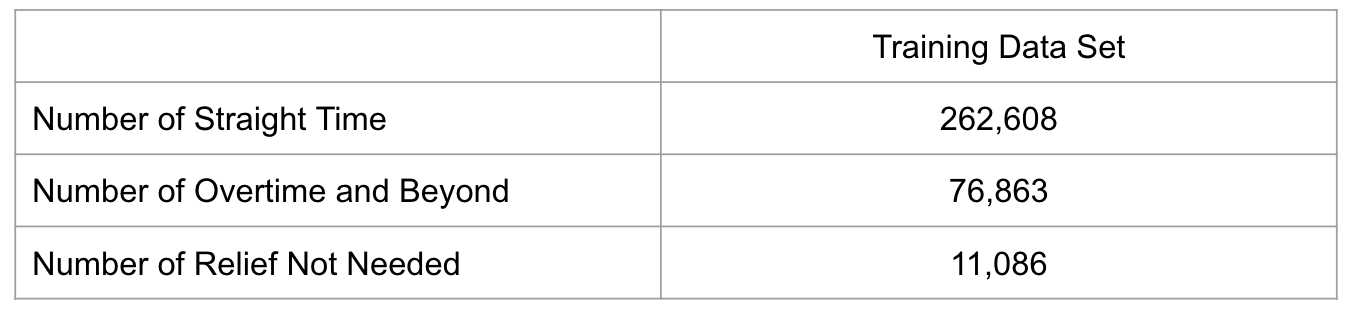 Training Data Set
Number of Straight Time 262,608
Number of Overtime and Beyond 76,863
Number of Relief Not Needed 11,086